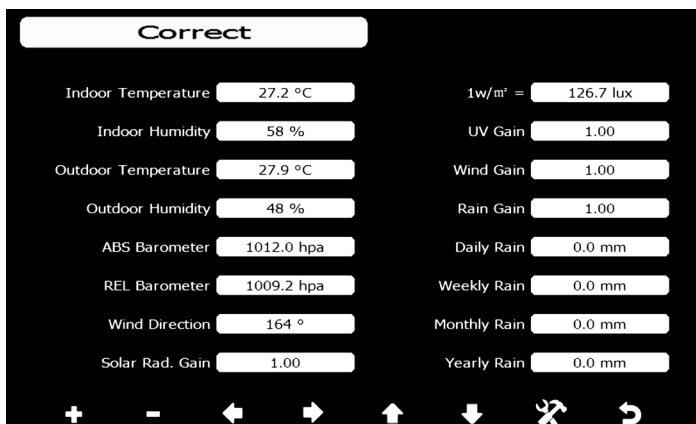 Correct
Indoor Temperature 27.2 °C
Indoor Humidity 58 %
Outdoor Temperature 27.9 °C
Outdoor Humidity 48 %
ABS Barometer 1012.0 hpa
REL Barometer 1009.2 hpa
Wind Direction 164 °
Solar Rad. Gain 1.00
1w/m² = 126.7 lux
UV Gain 1.00
Wind Gain 1.00
Rain Gain 1.00
Daily Rain 0.0 mm
Weekly Rain 0.0 mm
Monthly Rain 0.0 mm
Yearly Rain 0.0 mm